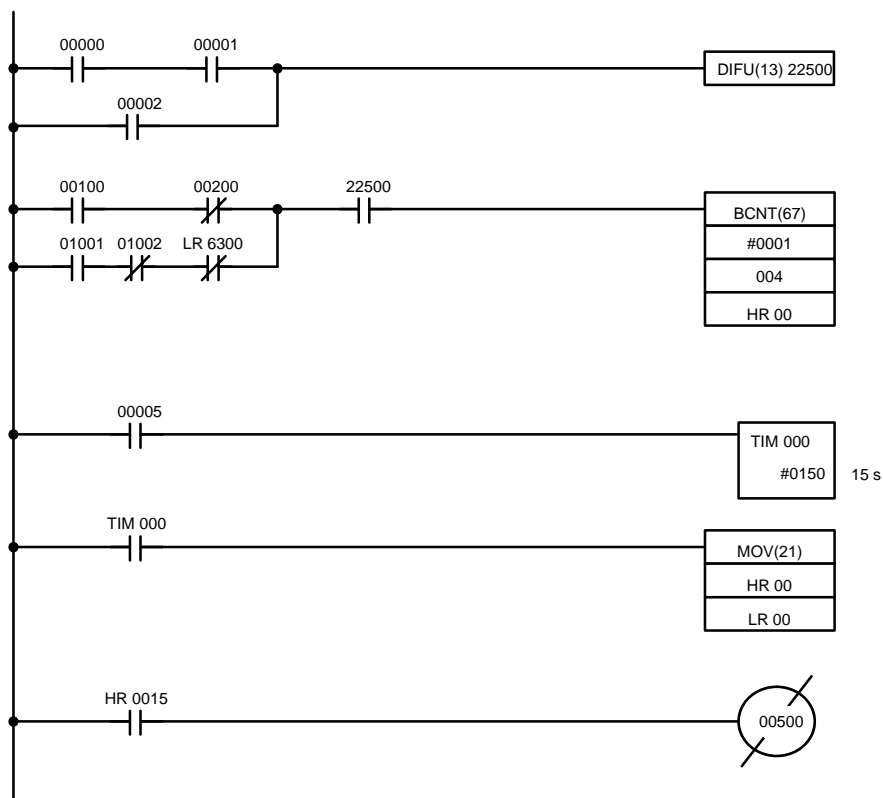 00000 00001
DIFU(13) 22500
00002
00100 00200 22500
BCNT(67)
01001 01002 LR 6300
#0001
004
HR 00
00005
TIM 000
#0150 15 s
TIM 000
MOV(21)
HR 00
LR 00
HR 0015
00500